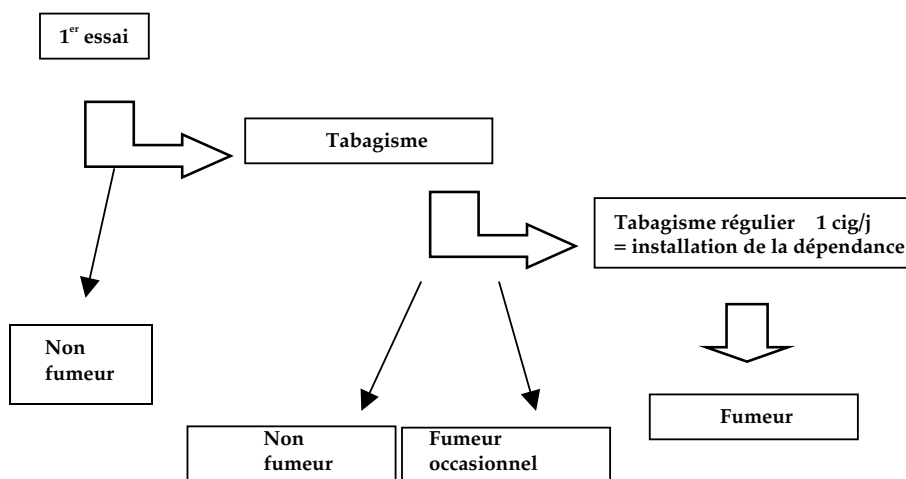 1er essai
Tabagisme
Tabagisme régulier 1 cig/j
= installation de la dépendance
Non
fumeur
Fumeur
Non
fumeur
Fumeur
occasionnel